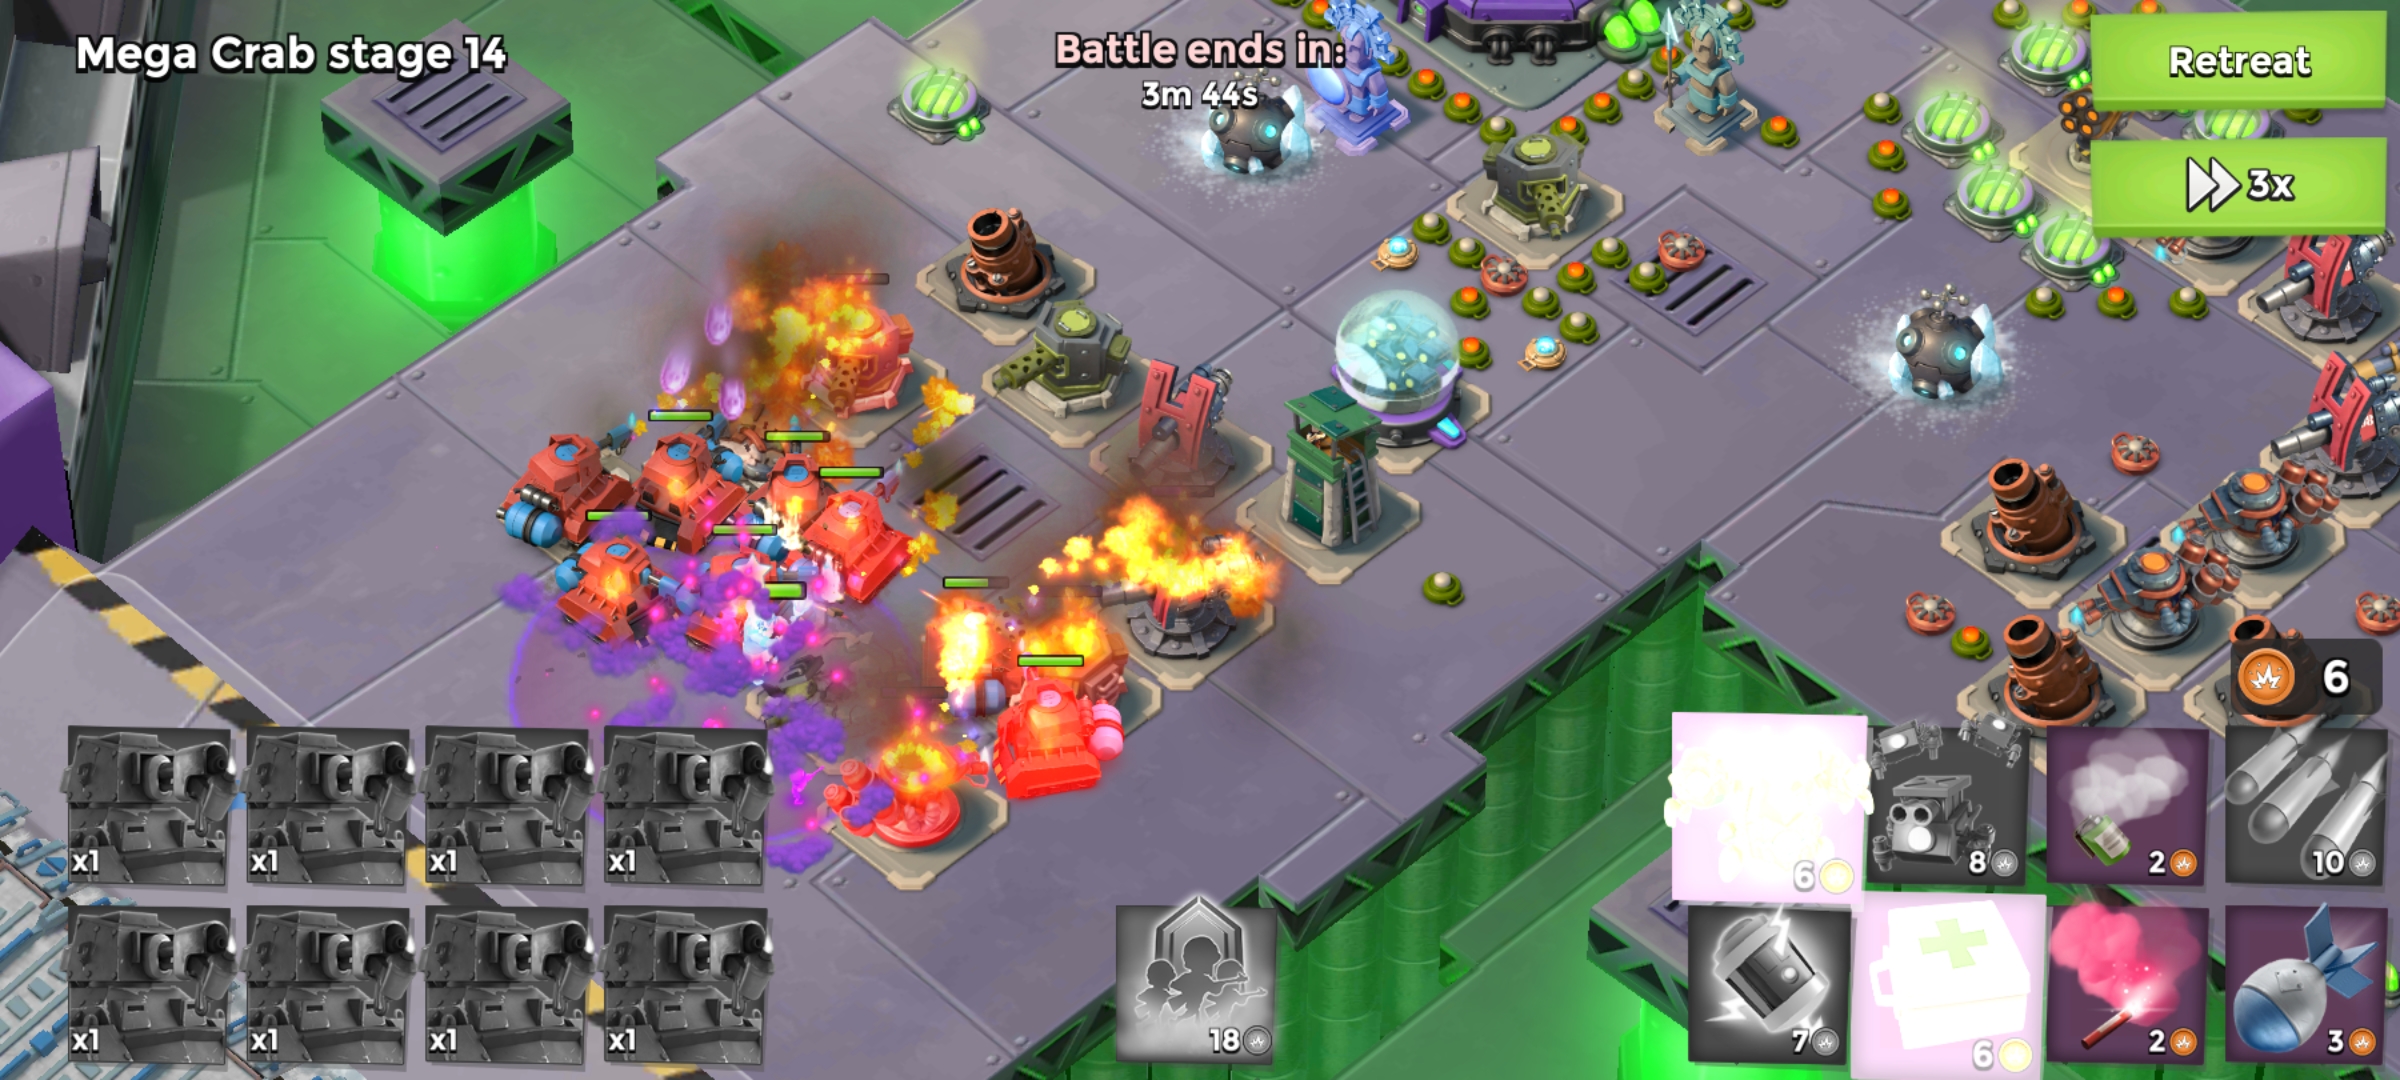 Mega Crab stage 14
Battle ends in:
3m 44s
Retreat
3x
6
x1
x1
x1
x1
6
8
2
10
x1
x1
x1
x1
18
7
6
2
3